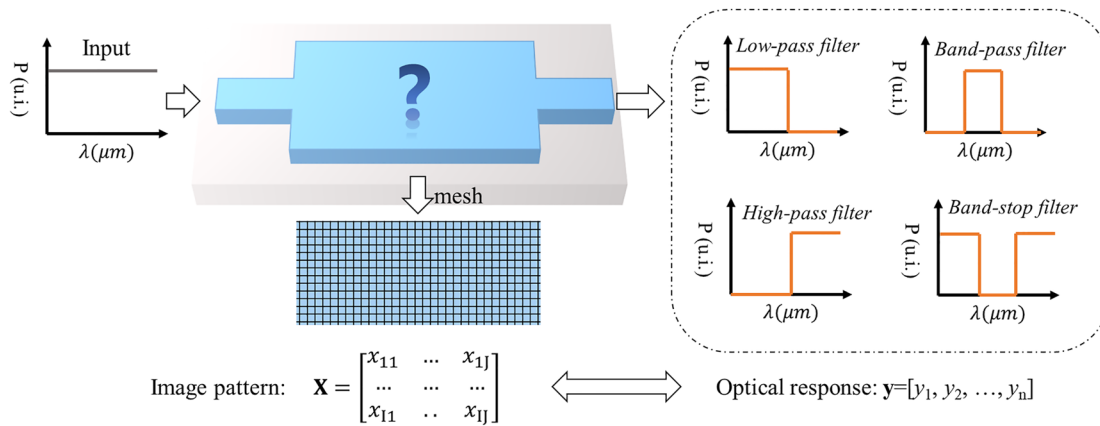 Input
P (u.i.)
λ(μm)
?
mesh
Low-pass filter
P (u.i.)
λ(μm)
Band-pass filter
P (u.i.)
λ(μm)
High-pass filter
P (u.i.)
λ(μm)
Band-stop filter
P (u.i.)
λ(μm)
Image pattern: X = [x11 ... x1J
... ... ...
xI1 . . xIJ]
Optical response: y=[y1, y2, …, yn]